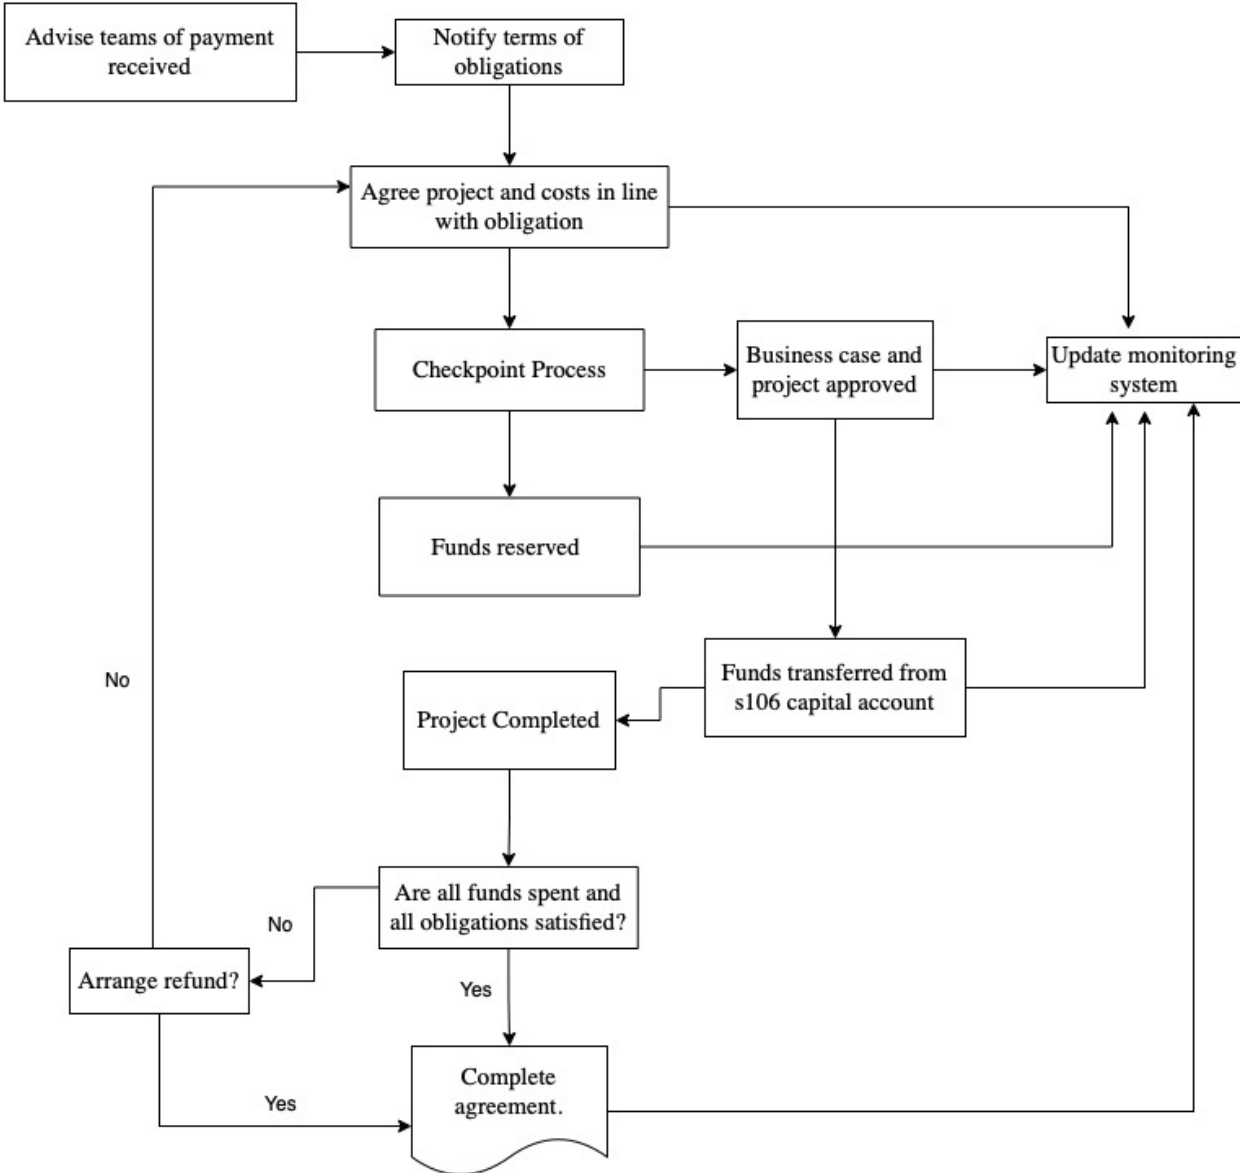 Advise teams of payment
received
Notify terms of
obligations
Agree project and costs in line
with obligation
Checkpoint Process
Business case and
project approved
Update monitoring
system
Funds reserved
No
Funds transferred from
s106 capital account
Project Completed
Are all funds spent and
all obligations satisfied?
No
Arrange refund?
Yes
Complete
agreement.
Yes